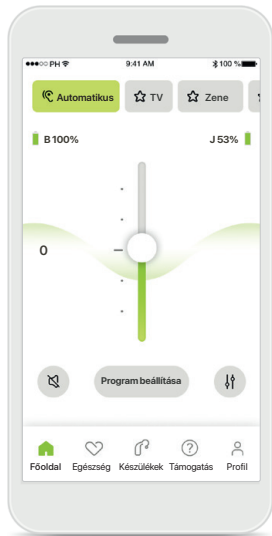 ●●●○○ PH 9:41 AM 100 %
Automatikus TV Zene
B 100% J 53%
0
Program beállítása
Főoldal Egészség Készülékek Támogatás Profil